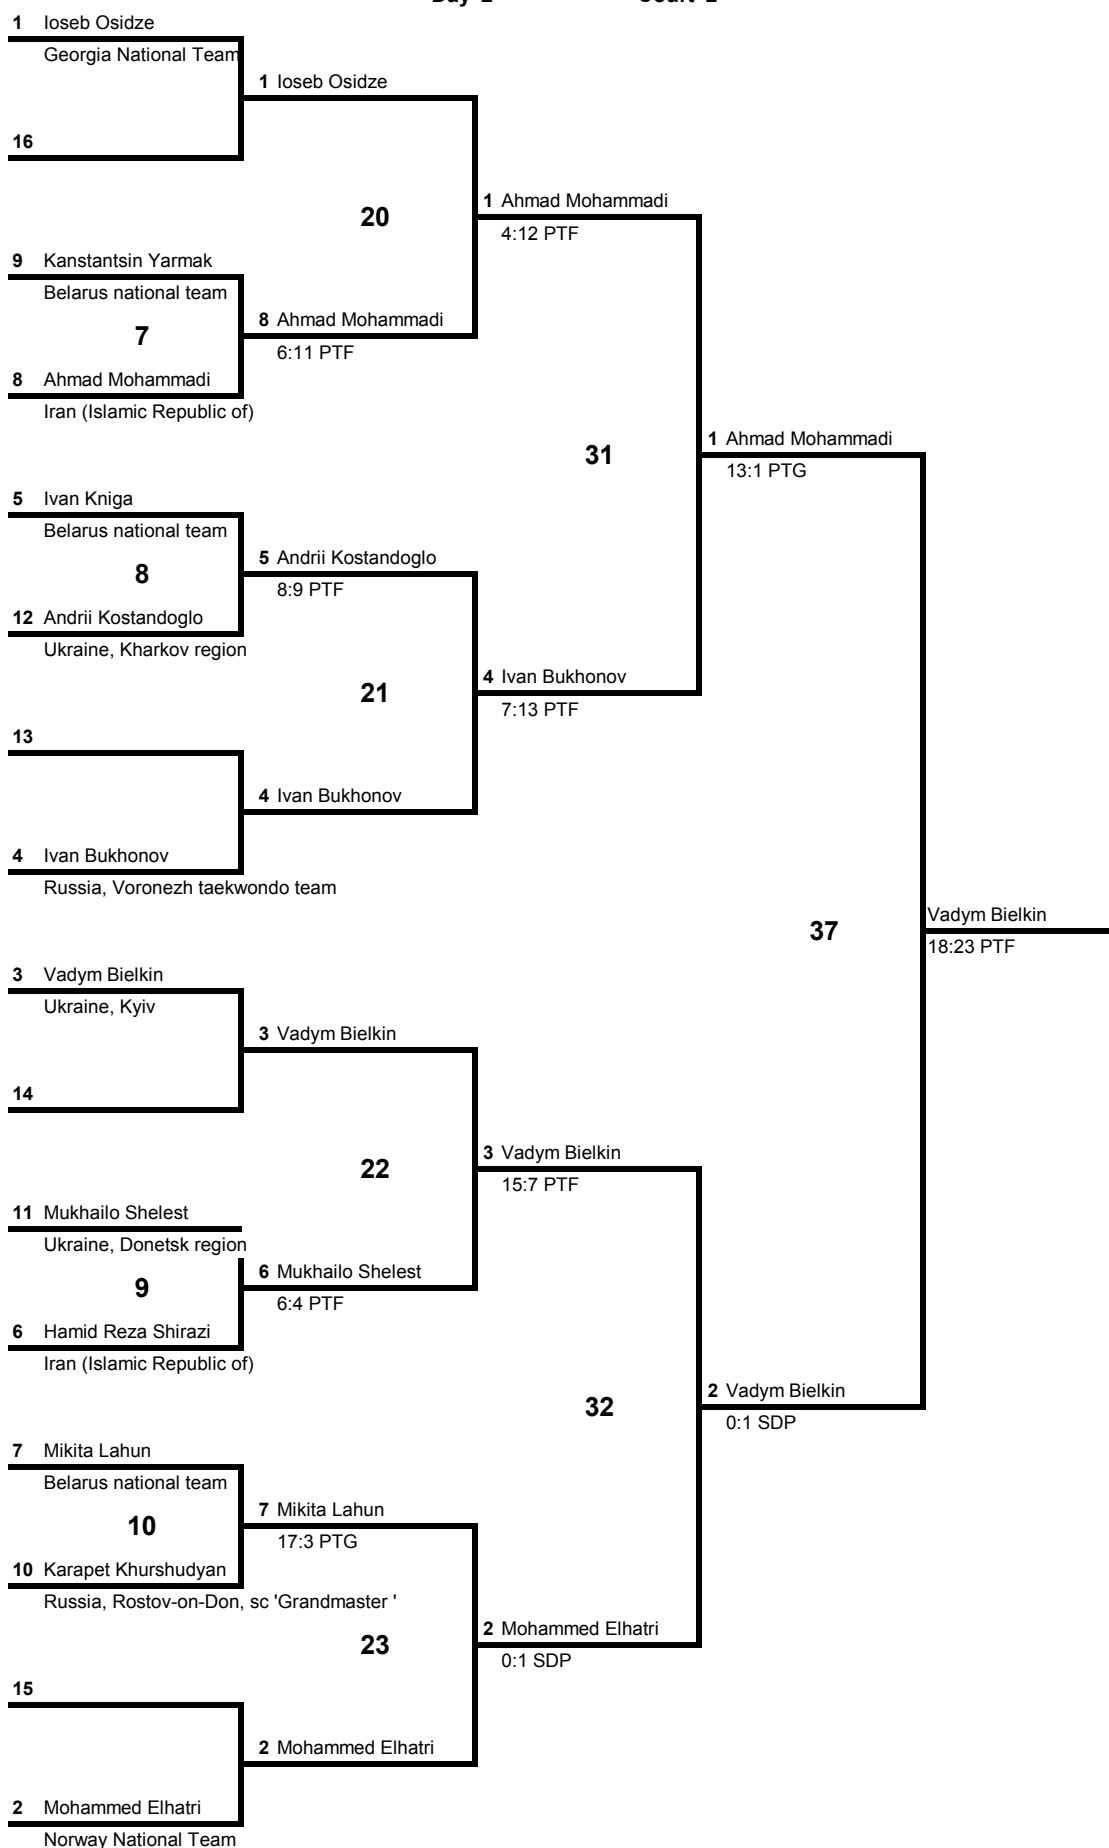 Day 2 Court 2
1 Ioseb Osidze
Georgia National Team
1 Ioseb Osidze
16
20
1 Ahmad Mohammadi
4:12 PTF
9 Kanstantsin Yarmak
Belarus national team
7
8 Ahmad Mohammadi
6:11 PTF
8 Ahmad Mohammadi
Iran (Islamic Republic of)
31
1 Ahmad Mohammadi
13:1 PTG
5 Ivan Kniga
Belarus national team
8
5 Andrii Kostandoglo
8:9 PTF
12 Andrii Kostandoglo
Ukraine, Kharkov region
21
4 Ivan Bukhonov
7:13 PTF
13
4 Ivan Bukhonov
4 Ivan Bukhonov
Russia, Voronezh taekwondo team
37
Vadym Bielkin
18:23 PTF
3 Vadym Bielkin
Ukraine, Kyiv
3 Vadym Bielkin
14
22
3 Vadym Bielkin
15:7 PTF
11 Mukhailo Shelest
Ukraine, Donetsk region
9
6 Mukhailo Shelest
6:4 PTF
6 Hamid Reza Shirazi
Iran (Islamic Republic of)
32
2 Vadym Bielkin
0:1 SDP
7 Mikita Lahun
Belarus national team
10
7 Mikita Lahun
17:3 PTG
10 Karapet Khurshudyan
Russia, Rostov-on-Don, sc 'Grandmaster '
23
2 Mohammed Elhatri
0:1 SDP
15
2 Mohammed Elhatri
2 Mohammed Elhatri
Norway National Team